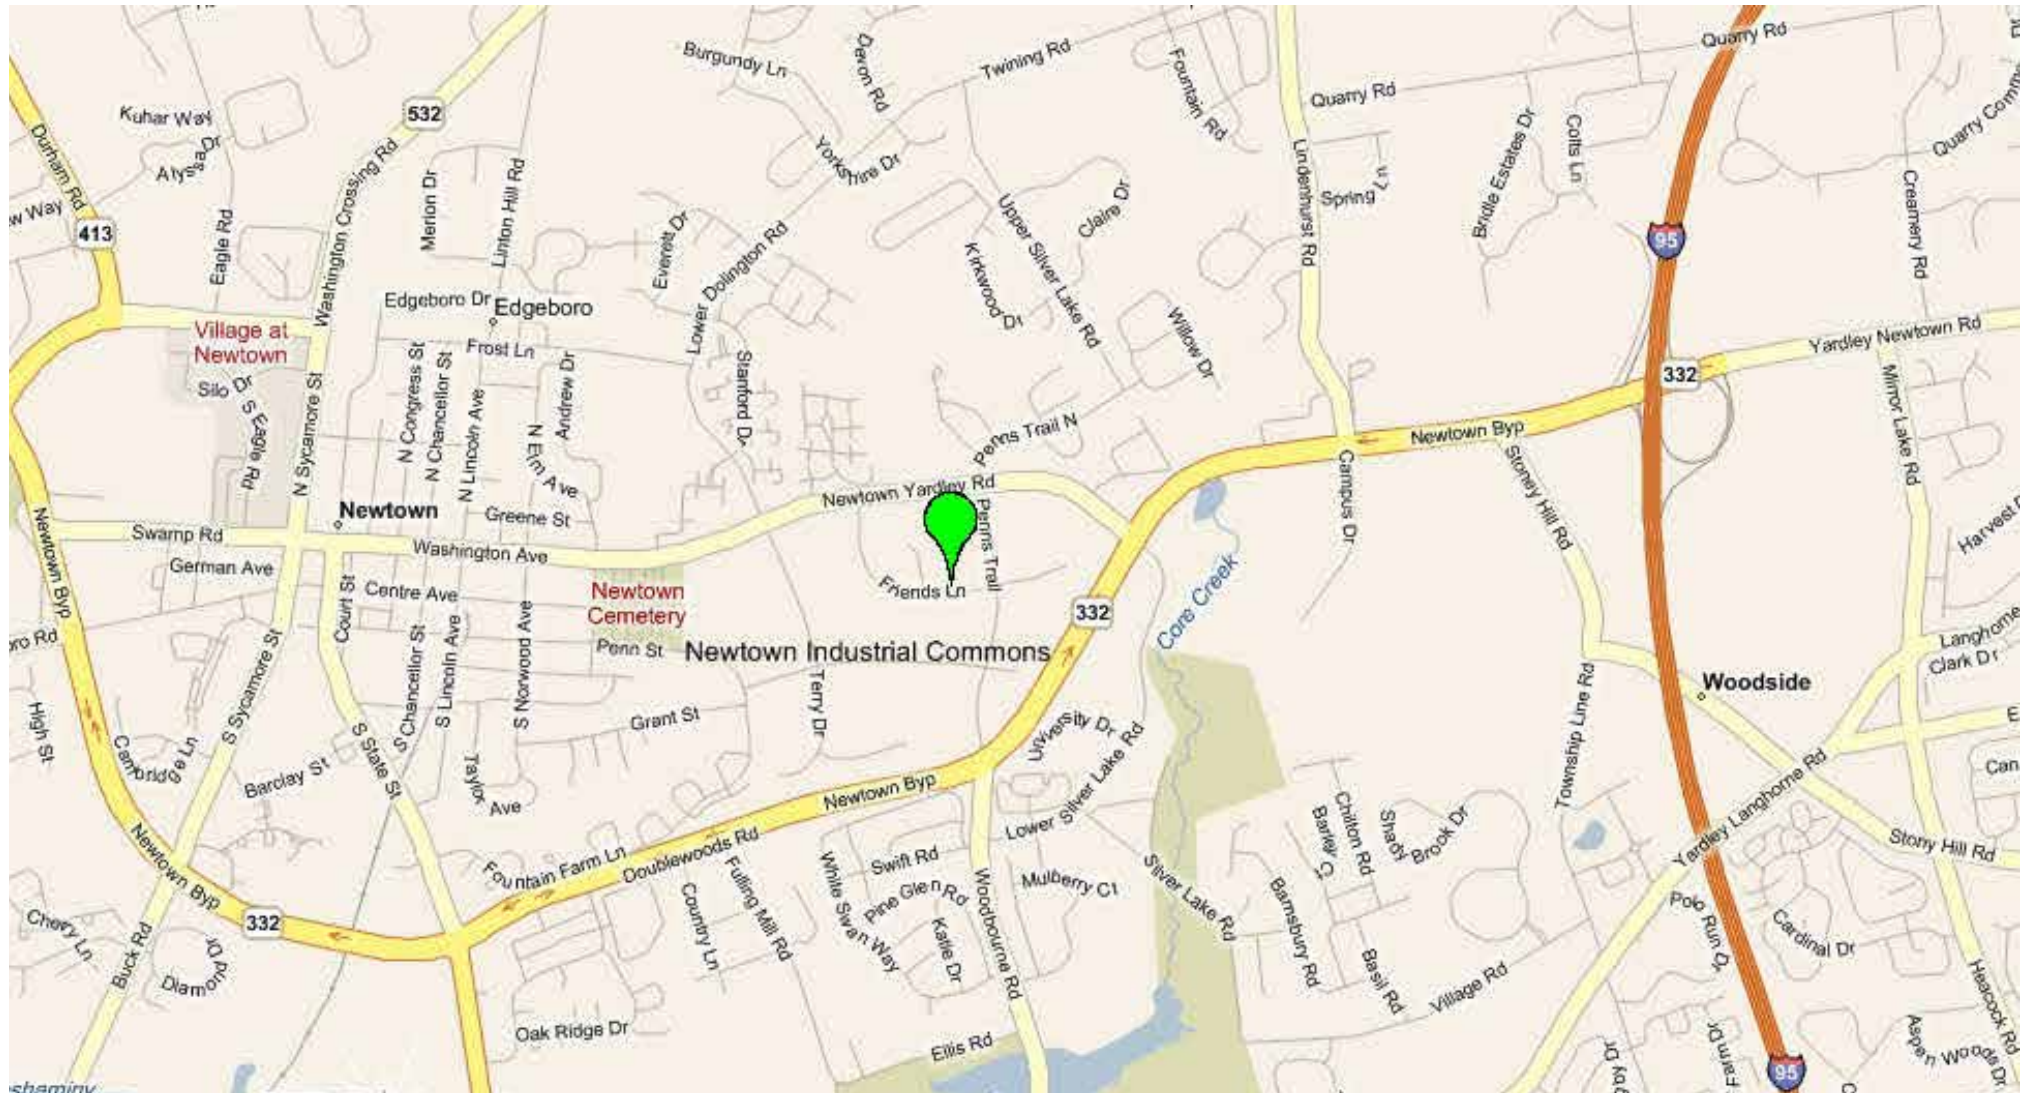 Quarry Rd
Burgundy Ln
Devon Rd
Twining Rd
Fountain Rd
Quarry Rd
532
Kuhar Way
Alyssa Dr
Durham Rd
Washington Crossing Rd
Merion Dr
Linton Hill Rd
Yorkshire Dr
Lindenhurst Rd
Spring Ln
Bridle Estates Dr
Colts Ln
Creamery Rd
w Way
413
Eagle Rd
Everett Dr
Lower Dolington Rd
Upper Silver Lake Rd
Claire Dr
Kirkwood Dr
95
Edgeboro Dr
Edgeboro
Village at
Newtown
Frost Ln
Willow Dr
Yardley Newtown Rd
332
Silo Dr
S Eagle Rd
N Sycamore St
N Congress St
N Chancellor St
N Lincoln Ave
Andrew Dr
N Elm Ave
Stanford Dr
Penns Trail N
Newtown Byp
Mirror Lake Rd
Campus Dr
Stoney Hill Rd
Newtown Yardley Rd
Newtown
Greene St
Penns Trail
Swamp Rd
Washington Ave
Newtown Byp
German Ave
Court St
Centre Ave
Newtown
Cemetery
Friends Ln
332
Core Creek
oro Rd
Penn St
Newtown Industrial Commons
Clark Dr
Woodside
S Sycamore St
S Chancellor St
S Lincoln Ave
S Norwood Ave
Terry Dr
Grant St
University Dr
Township Line Rd
High St
Cambridge Ln
Barclay St
S State St
Taylor Ave
Newtown Byp
Lower Silver Lake Rd
Yardley Langhorne Rd
Chilton Rd
Barley Ct
Shady Brook Dr
Stony Hill Rd
Newtown Byp
Fountain Farm Ln
Doublewoods Rd
Swift Rd
Mulberry Ct
Silver Lake Rd
Pine Glen Rd
White Swan Way
Katie Dr
Woodbourne Rd
Fulling Mill Rd
Country Ln
Barnsbury Rd
Basil Rd
Village Rd
Polo Run Dr
Cardinal Dr
Heacock Rd
Cherry Ln
Buck Rd
332
Diamond Dr
Oak Ridge Dr
Ellis Rd
Aspen Woods Dr
95
shaminy